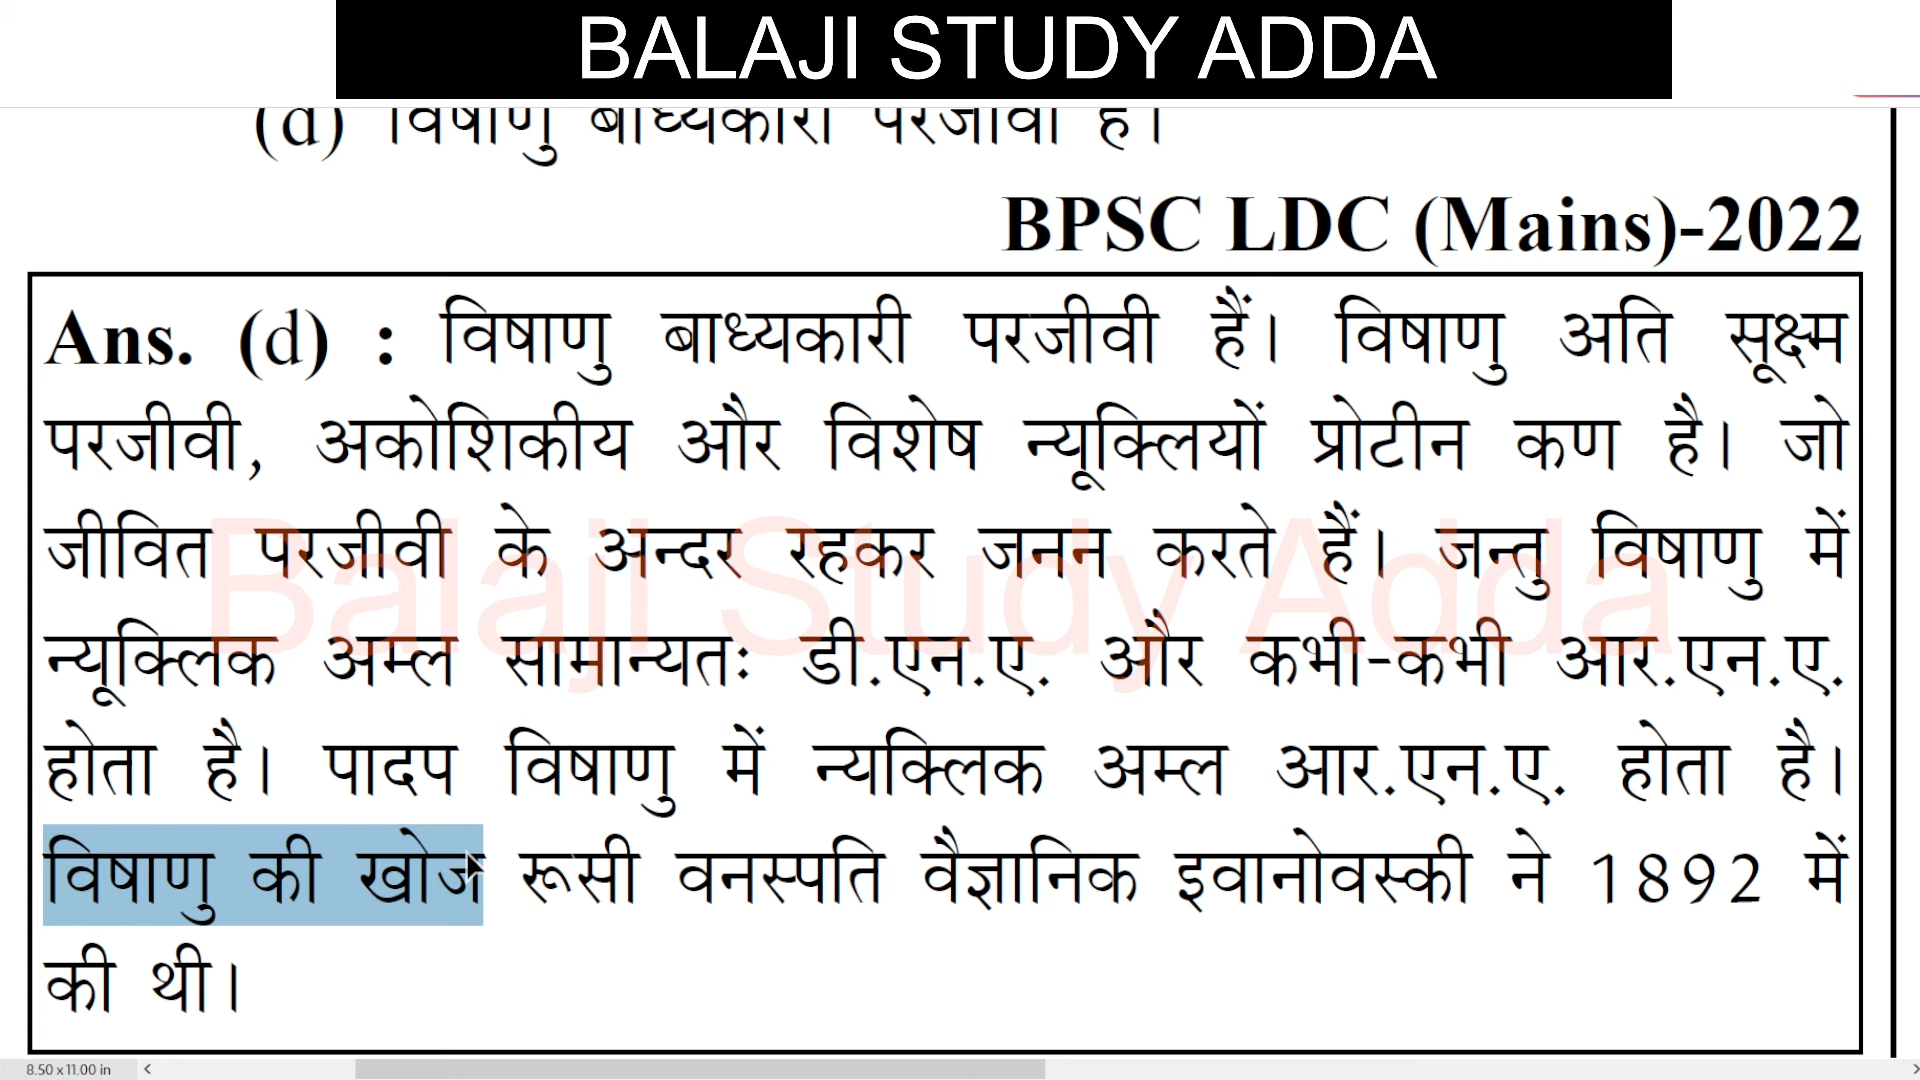 BALAJI STUDY ADDA
(d) विषाणु बाध्यकारी परजीवी है।
BPSC LDC (Mains)-2022
Ans. (d) : विषाणु बाध्यकारी परजीवी हैं। विषाणु अति सूक्ष्म
परजीवी, अकोशिकीय और विशेष न्यूक्लियों प्रोटीन कण है। जो
जीवित परजीवी के अन्दर रहकर जनन करते हैं। जन्तु विषाणु में
Balaji Study Adda
न्यूक्लिक अम्ल सामान्यतः डी.एन.ए. और कभी-कभी आर.एन.ए.
होता है। पादप विषाणु में न्यक्लिक अम्ल आर.एन.ए. होता है।
विषाणु की खोज रूसी वनस्पति वैज्ञानिक इवानोवस्की ने 1892 में
की थी।
8.50 x 11.00 in